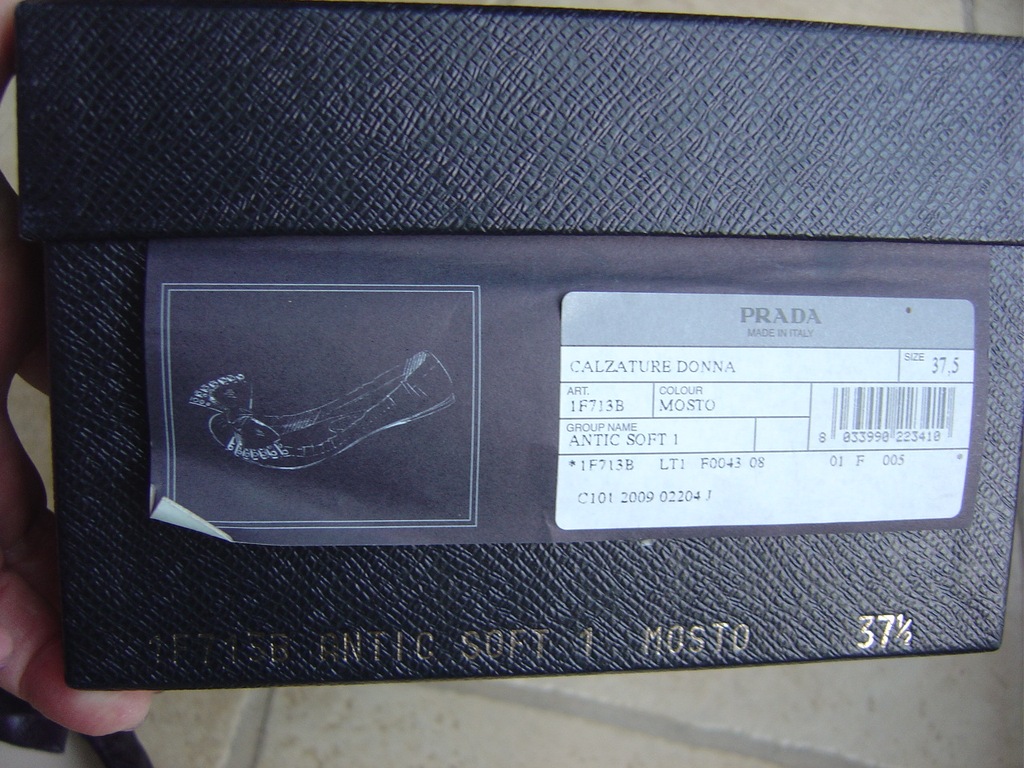 PRADA
MADE IN ITALY
CALZATURE DONNA
SIZE 37,5
ART. 1F713B
COLOUR MOSTO
GROUP NAME ANTIC SOFT 1
8 033990 223410
*1F713B LT1 F0043 08 01 F 005 *
C101 2009 02204 J
1F713B ANTIC SOFT 1 MOSTO 37½